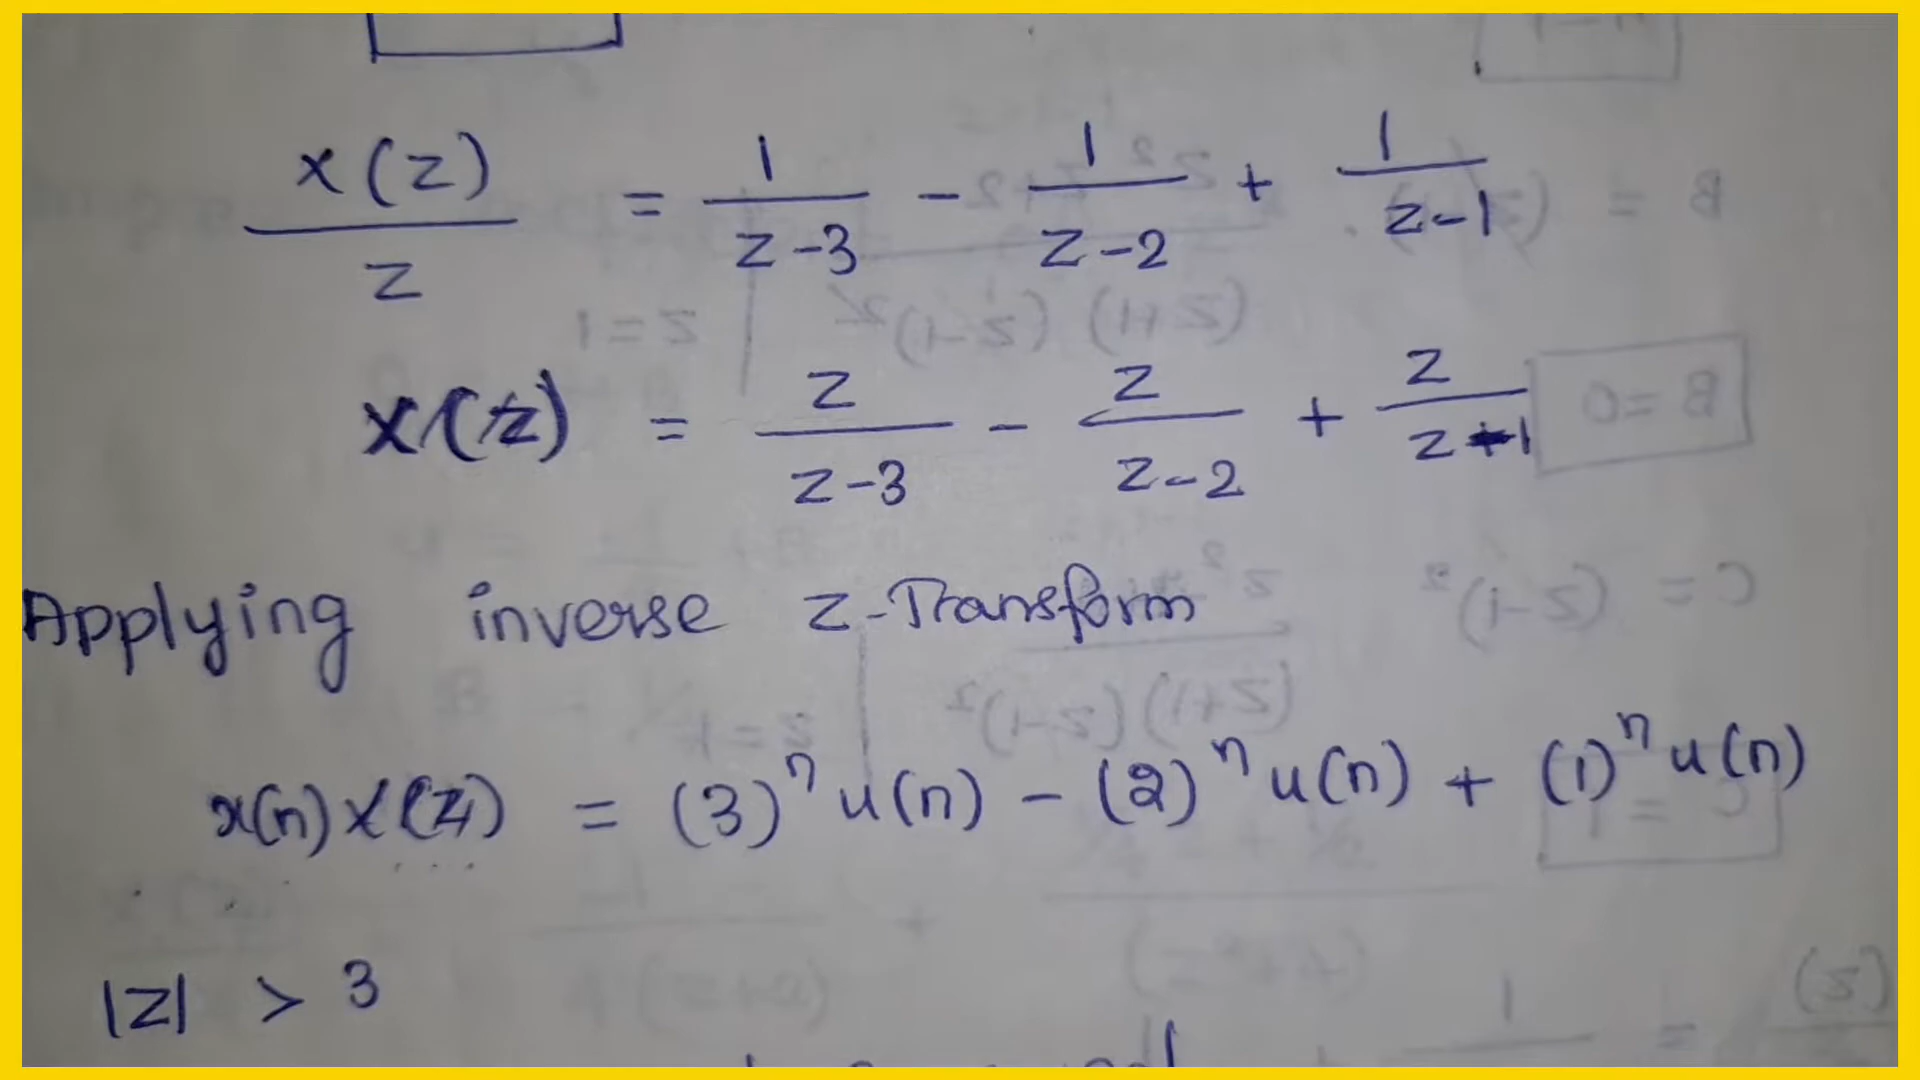 x(z)/z = 1/z-3 - 1/z-2 + 1/z-1
x(z) = z/z-3 - z/z-2 + z/z-1
Applying inverse z-Transform
x(n) = (3)^n u(n) - (2)^n u(n) + (1)^n u(n)
|z| > 3